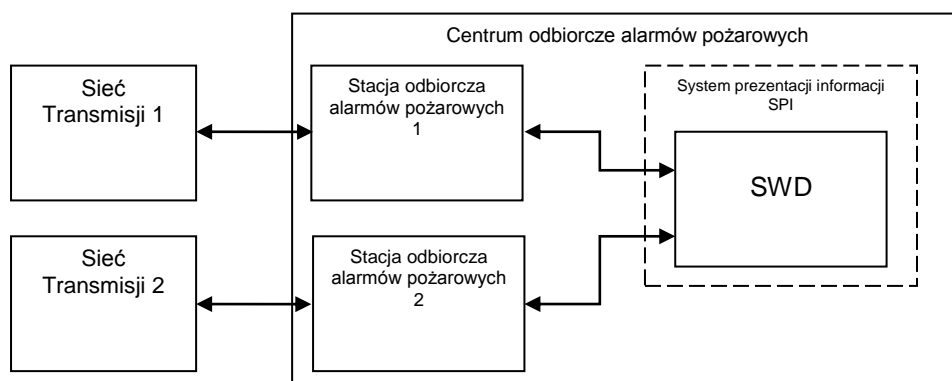 Centrum odbiorcze alarmów pożarowych
Sieć
Transmisji 1
Stacja odbiorcza
alarmów pożarowych
1
System prezentacji informacji
SPI
SWD
Sieć
Transmisji 2
Stacja odbiorcza
alarmów pożarowych
2